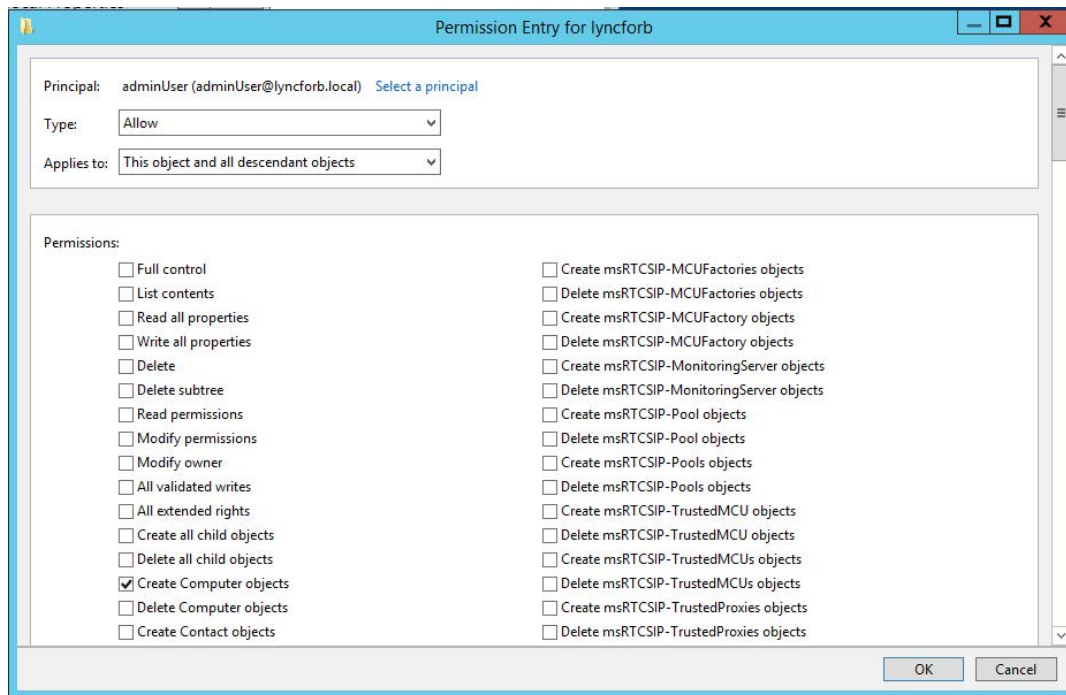 Permission Entry for lyncforb
Principal: adminUser (adminUser@lyncforb.local) Select a principal
Type: Allow
Applies to: This object and all descendant objects
Permissions:
Full control
List contents
Read all properties
Write all properties
Delete
Delete subtree
Read permissions
Modify permissions
Modify owner
All validated writes
All extended rights
Create all child objects
Delete all child objects
Create Computer objects
Delete Computer objects
Create Contact objects
Create msRTCSIP-MCUFactories objects
Delete msRTCSIP-MCUFactories objects
Create msRTCSIP-MCUFactory objects
Delete msRTCSIP-MCUFactory objects
Create msRTCSIP-MonitoringServer objects
Delete msRTCSIP-MonitoringServer objects
Create msRTCSIP-Pool objects
Delete msRTCSIP-Pool objects
Create msRTCSIP-Pools objects
Delete msRTCSIP-Pools objects
Create msRTCSIP-TrustedMCU objects
Delete msRTCSIP-TrustedMCU objects
Create msRTCSIP-TrustedMCUs objects
Delete msRTCSIP-TrustedMCUs objects
Create msRTCSIP-TrustedProxies objects
Delete msRTCSIP-TrustedProxies objects
OK Cancel